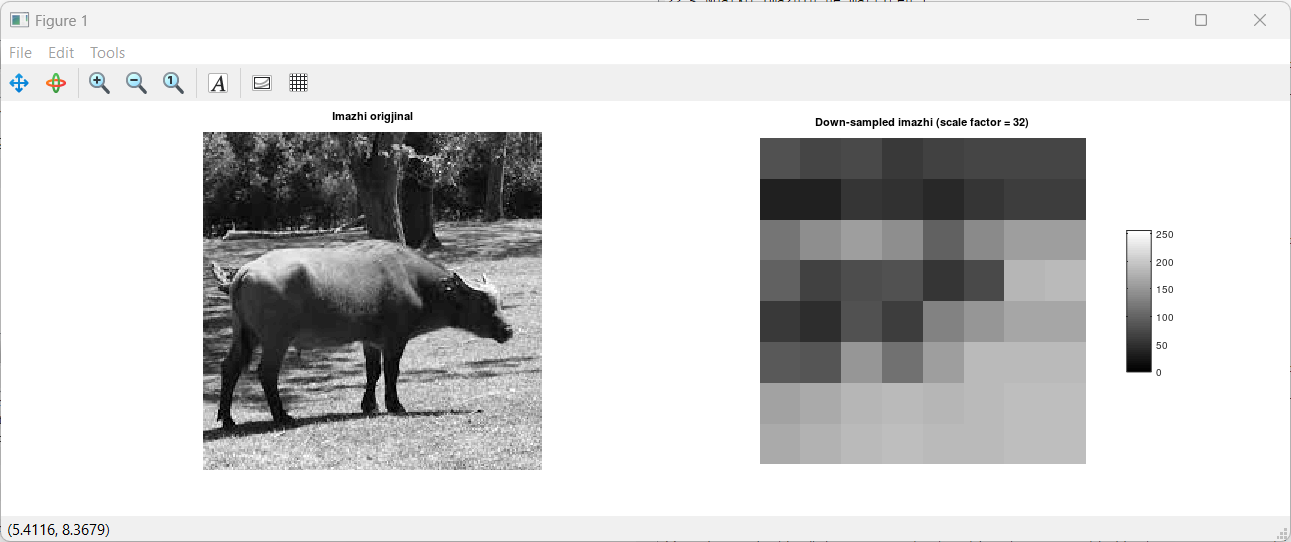 Figure 1
File Edit Tools
A
Imazhi origjinal
Down-sampled imazhi (scale factor = 32)
250
200
150
100
50
0
(5.4116, 8.3679)